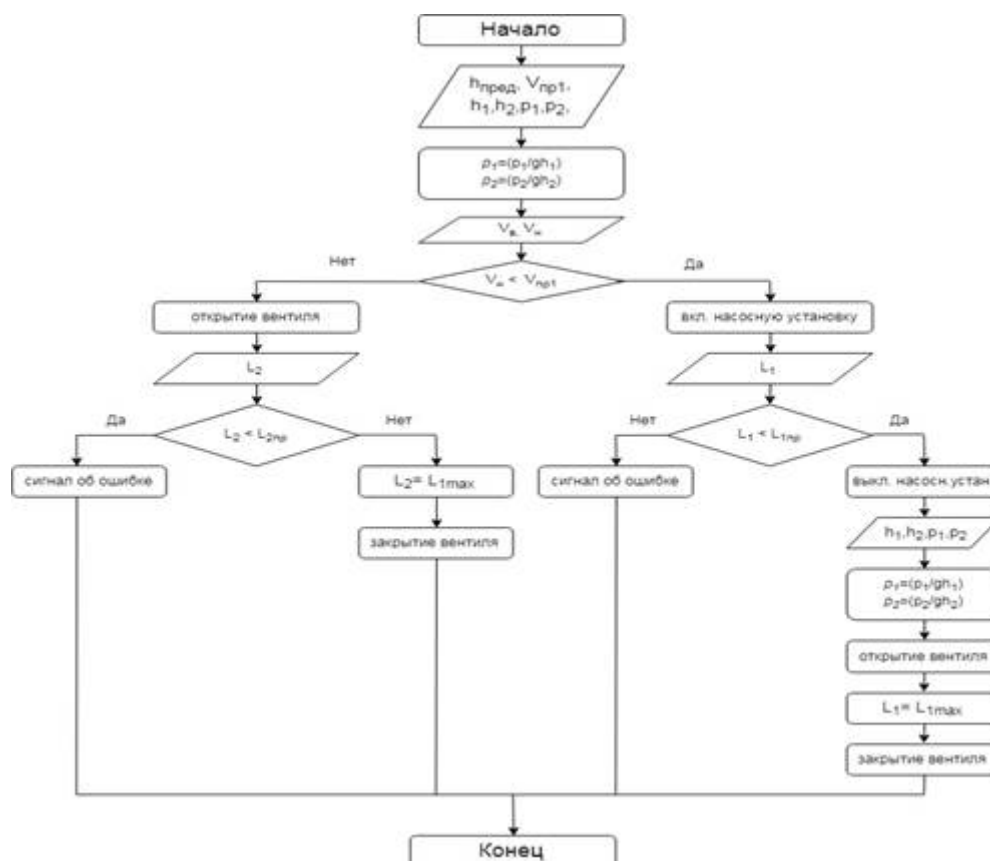 Начало
hпред, Vпр1,
h1,h2,p1,p2,
ρ1=(p1/gh1)
ρ2=(p2/gh2)
Vв, Vн
Нет
Vн < Vпр1
Да
открытие вентиля
вкл. насосную установку
L2
L1
Да
L2 < L2пр
Нет
Нет
L1 < L1пр
Да
сигнал об ошибке
L2= L1max
сигнал об ошибке
выкл. насосн.устан
закрытие вентиля
h1,h2,p1,p2
ρ1=(p1/gh1)
ρ2=(p2/gh2)
открытие вентиля
L1= L1max
закрытие вентиля
Конец